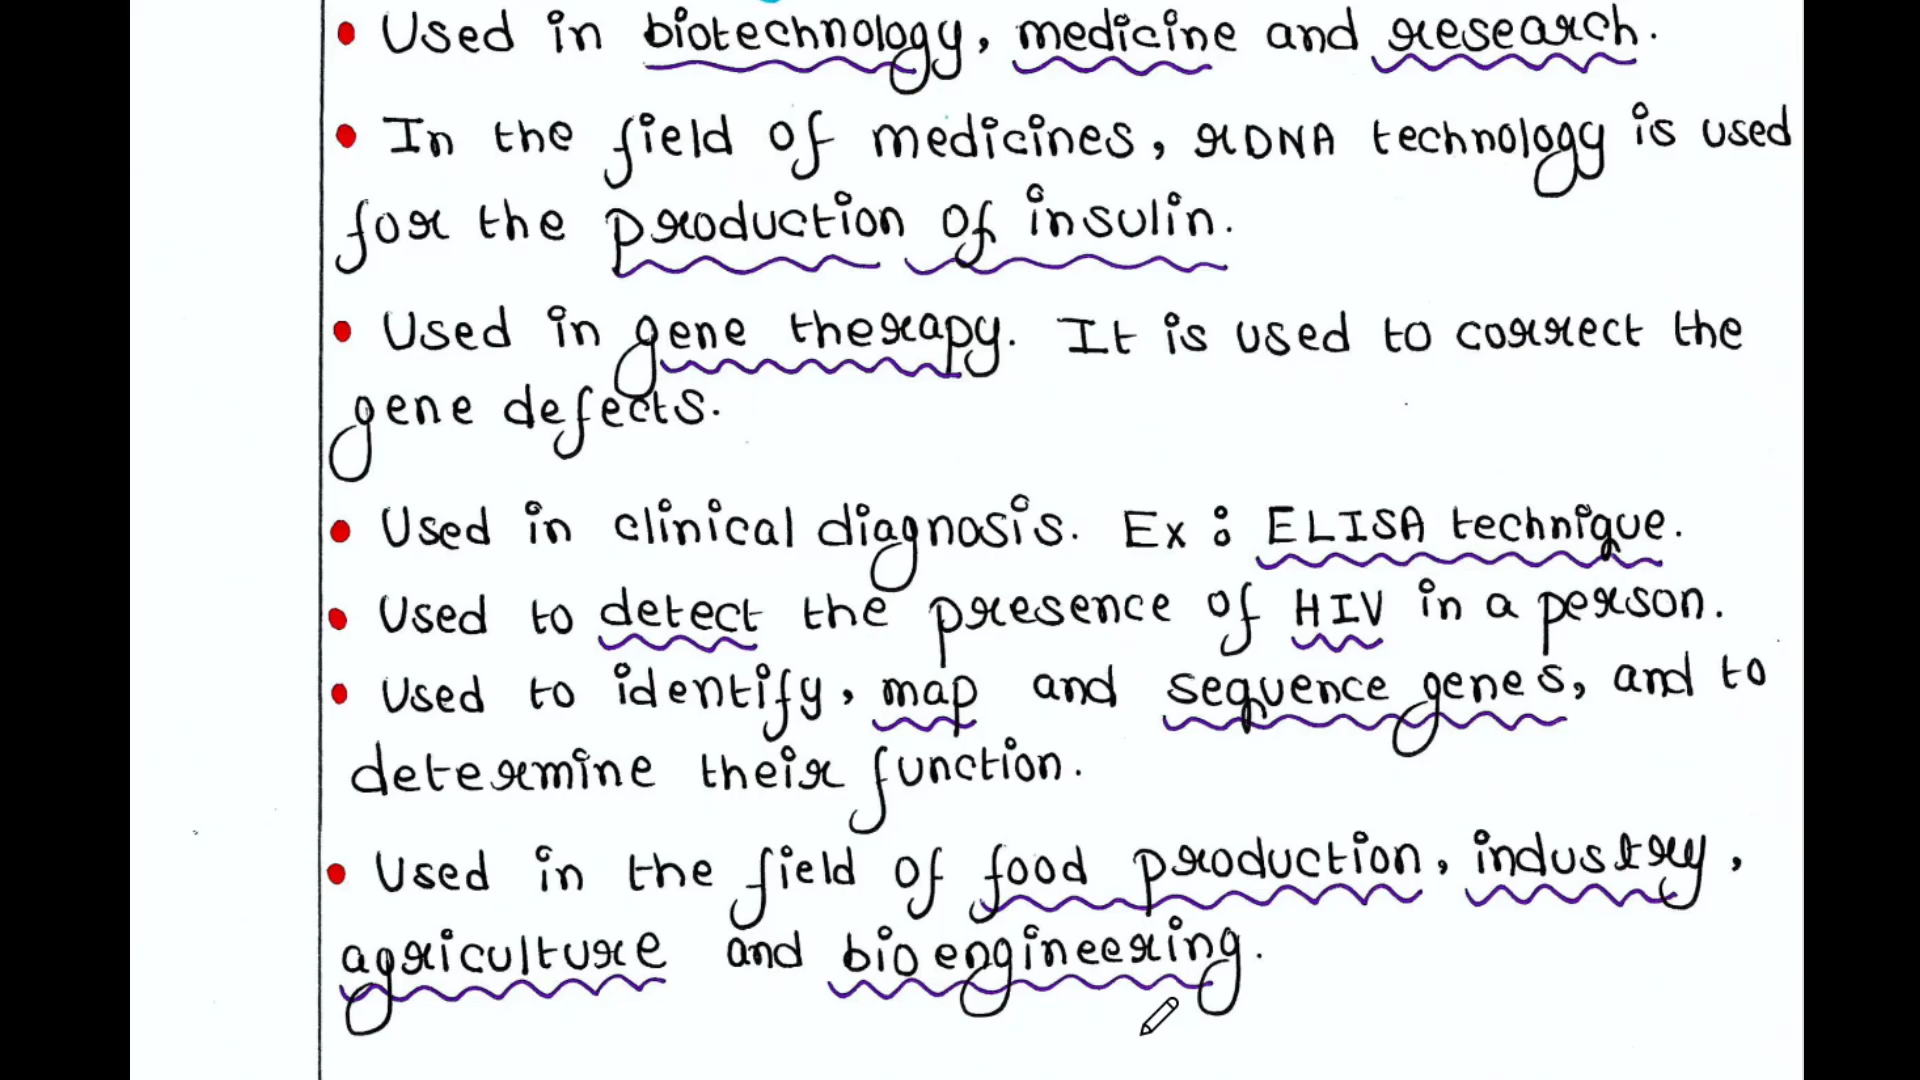 • Used in biotechnology, medicine and research.
• In the field of medicines, rDNA technology is used
for the production of insulin.
• Used in gene therapy. It is used to correct the
gene defects.
• Used in clinical diagnosis. Ex : ELISA technique.
• Used to detect the presence of HIV in a person.
• Used to identify, map and sequence genes, and to
determine their function.
• Used in the field of food production, industry,
agriculture and bioengineering.